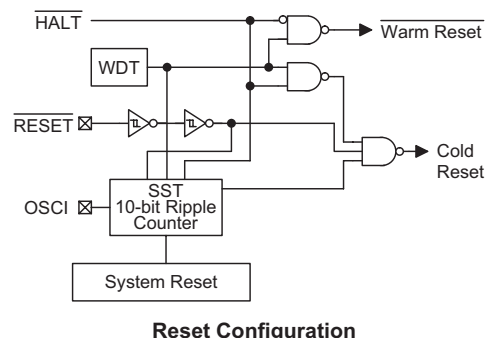 HALT
Warm Reset
WDT
RESET
Cold
Reset
SST
OSCI
10-bit Ripple
Counter
System Reset
Reset Configuration